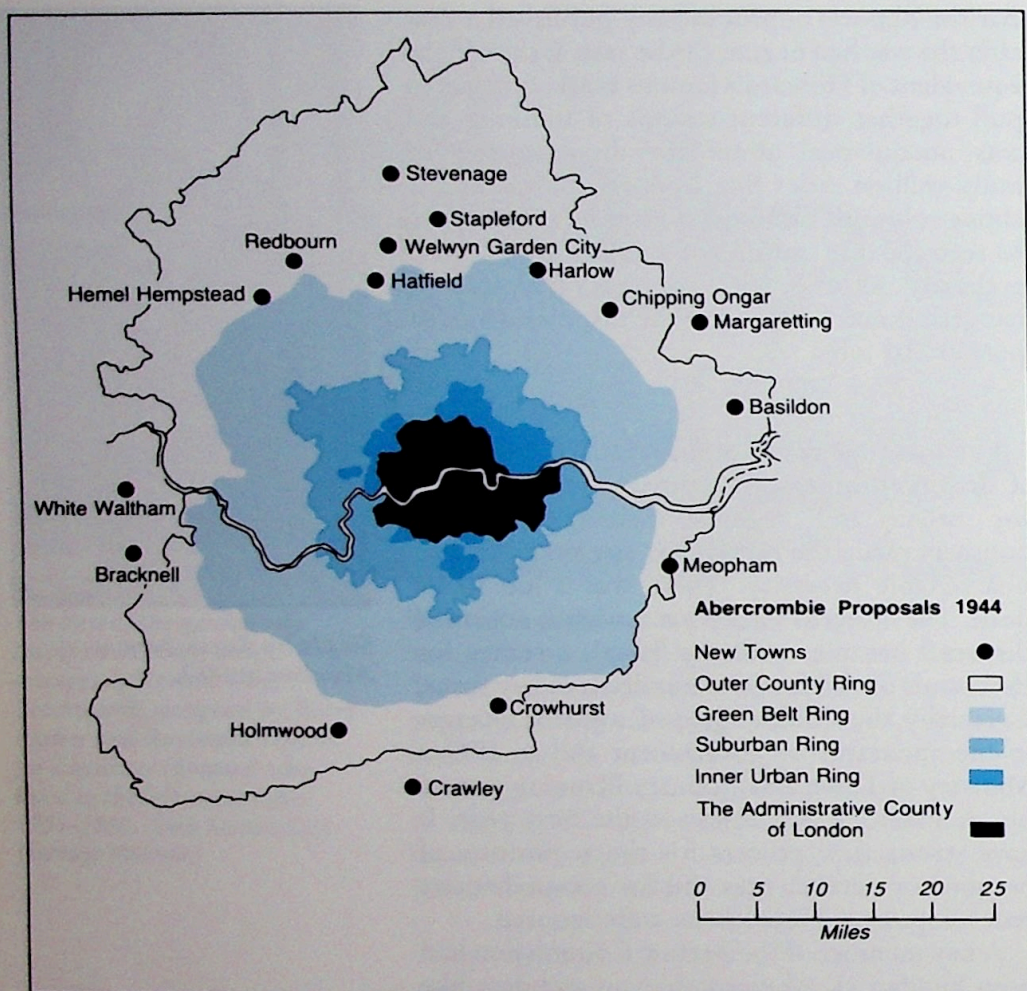 Stevenage
Stapleford
Redbourn
Welwyn Garden City
Harlow
Hatfield
Hemel Hempstead
Chipping Ongar
Margaretting
Basildon
White Waltham
Bracknell
Meopham
Abercrombie Proposals 1944
New Towns
Outer County Ring
Green Belt Ring
Suburban Ring
Inner Urban Ring
The Administrative County
of London
Crowhurst
Holmwood
Crawley
0 5 10 15 20 25
Miles